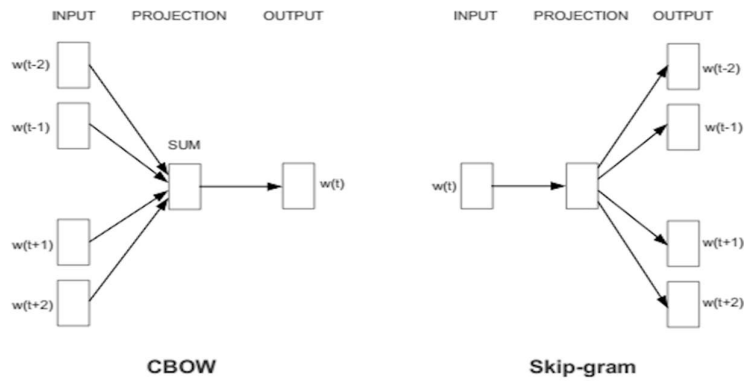 INPUT PROJECTION OUTPUT
w(t-2)
w(t-1)
SUM
w(t)
w(t+1)
w(t+2)
CBOW
INPUT PROJECTION OUTPUT
w(t-2)
w(t-1)
w(t)
w(t+1)
w(t+2)
Skip-gram